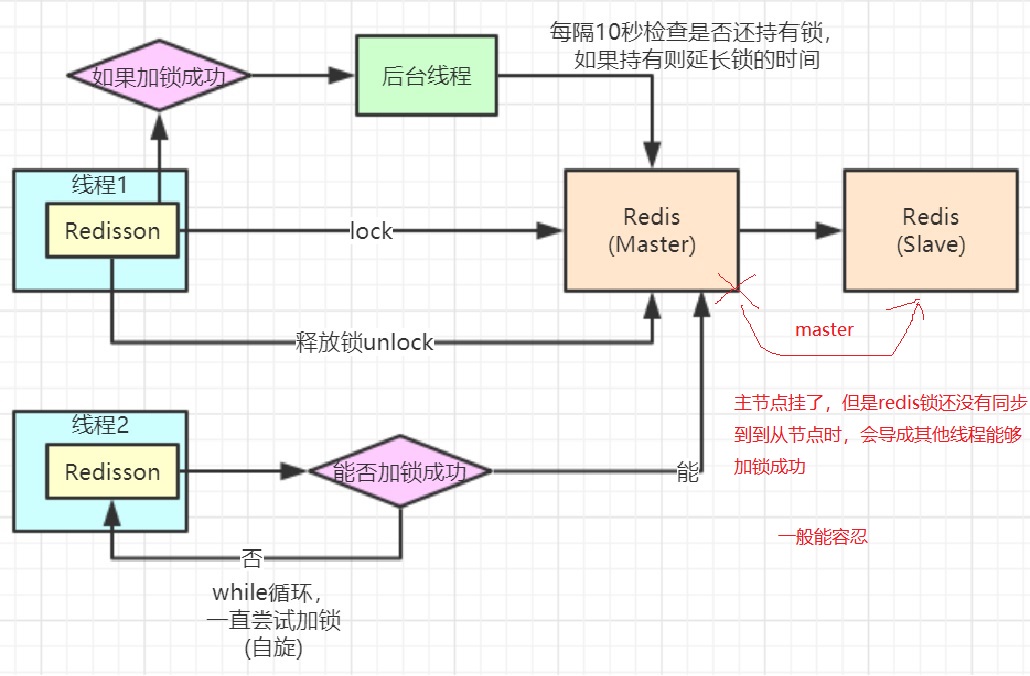 每隔10秒检查是否还持有锁，
如果持有则延长锁的时间
如果加锁成功
后台线程
线程1
Redisson
lock
Redis
(Master)
Redis
(Slave)
释放锁unlock
master
主节点挂了，但是redis锁还没有同步
到到从节点时，会导成其他线程能够
加锁成功
一般能容忍
线程2
Redisson
能否加锁成功
能
否
while循环，
一直尝试加锁
(自旋)